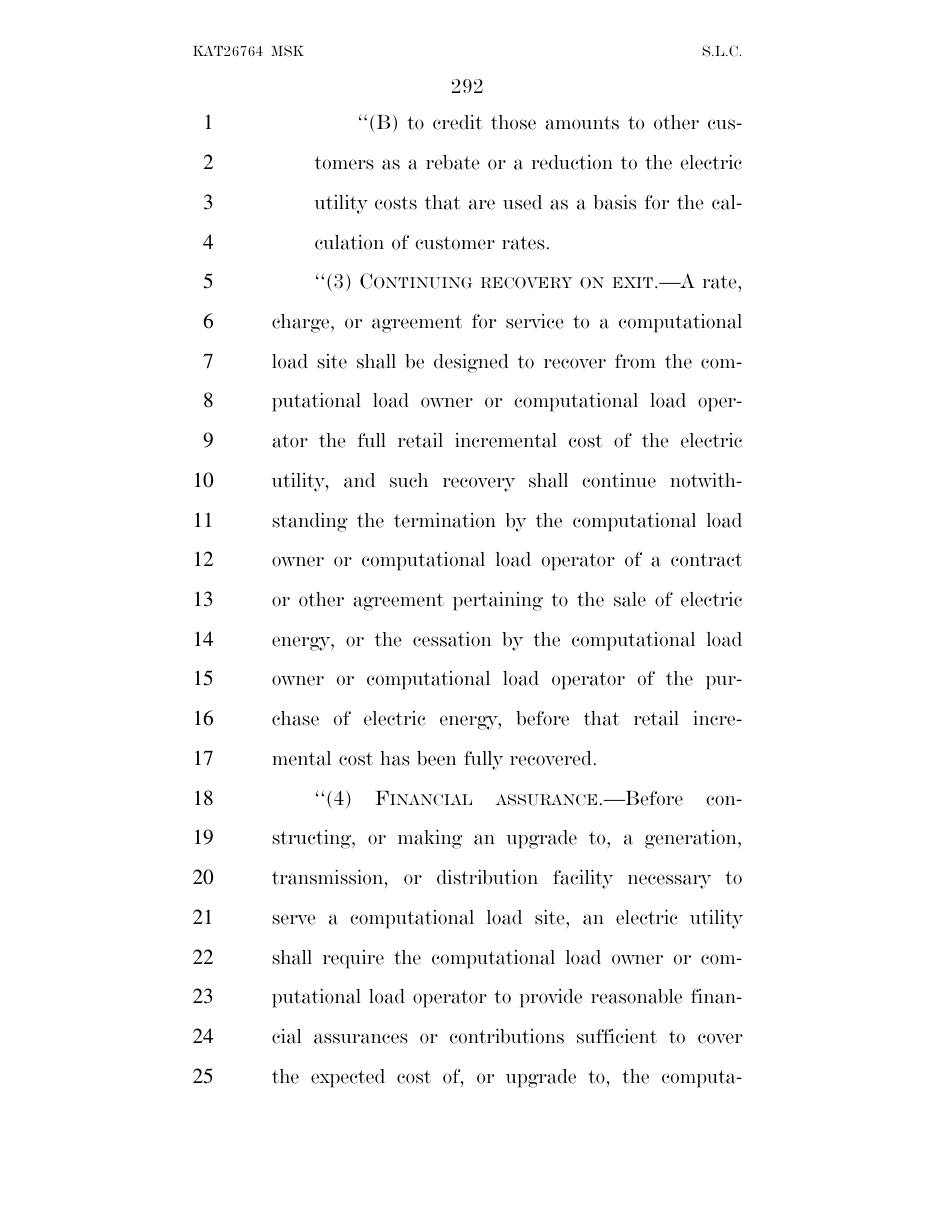 KAT26764 MSK S.L.C.
292
1 ‘‘(B) to credit those amounts to other cus-
2 tomers as a rebate or a reduction to the electric
3 utility costs that are used as a basis for the cal-
4 culation of customer rates.
5 ‘‘(3) CONTINUING RECOVERY ON EXIT.—A rate,
6 charge, or agreement for service to a computational
7 load site shall be designed to recover from the com-
8 putational load owner or computational load oper-
9 ator the full retail incremental cost of the electric
10 utility, and such recovery shall continue notwith-
11 standing the termination by the computational load
12 owner or computational load operator of a contract
13 or other agreement pertaining to the sale of electric
14 energy, or the cessation by the computational load
15 owner or computational load operator of the pur-
16 chase of electric energy, before that retail incre-
17 mental cost has been fully recovered.
18 ‘‘(4) FINANCIAL ASSURANCE.—Before con-
19 structing, or making an upgrade to, a generation,
20 transmission, or distribution facility necessary to
21 serve a computational load site, an electric utility
22 shall require the computational load owner or com-
23 putational load operator to provide reasonable finan-
24 cial assurances or contributions sufficient to cover
25 the expected cost of, or upgrade to, the computa-